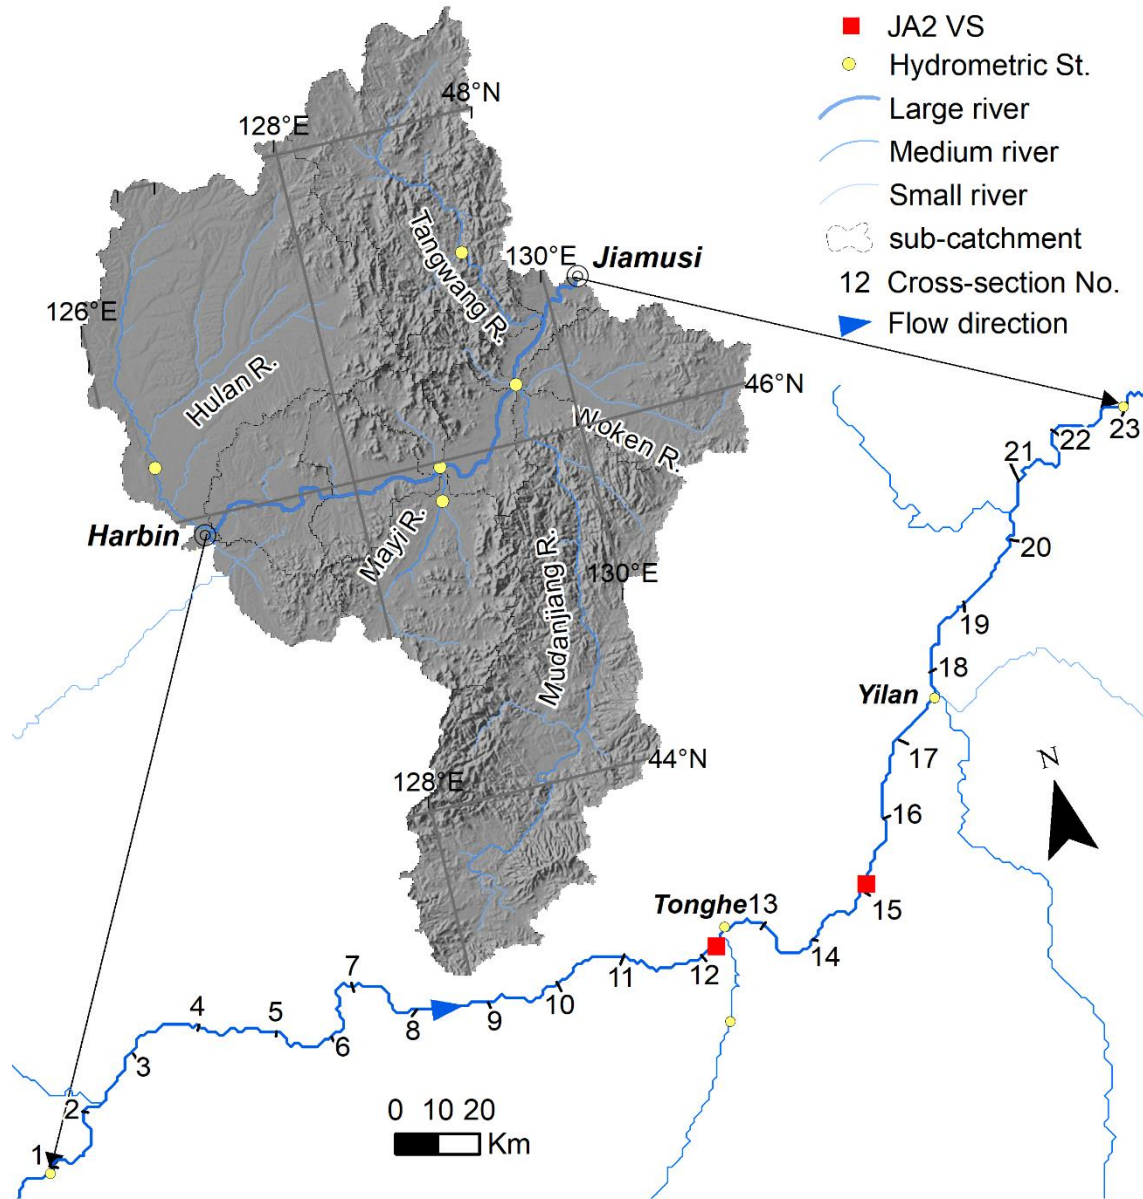 JA2 VS
Hydrometric St.
Large river
Medium river
Small river
sub-catchment
12 Cross-section No.
Flow direction
48°N
128°E
130°E
Jiamusi
126°E
Tangwang R.
Hulan R.
46°N
Woken R.
Harbin
Mayi R.
130°E
Mudanjiang R.
44°N
128°E
23
22
21
20
19
18
Yilan
17
N
16
15
Tonghe
13
14
12
11
10
9
8
7
6
5
4
3
2
1
0 10 20
Km